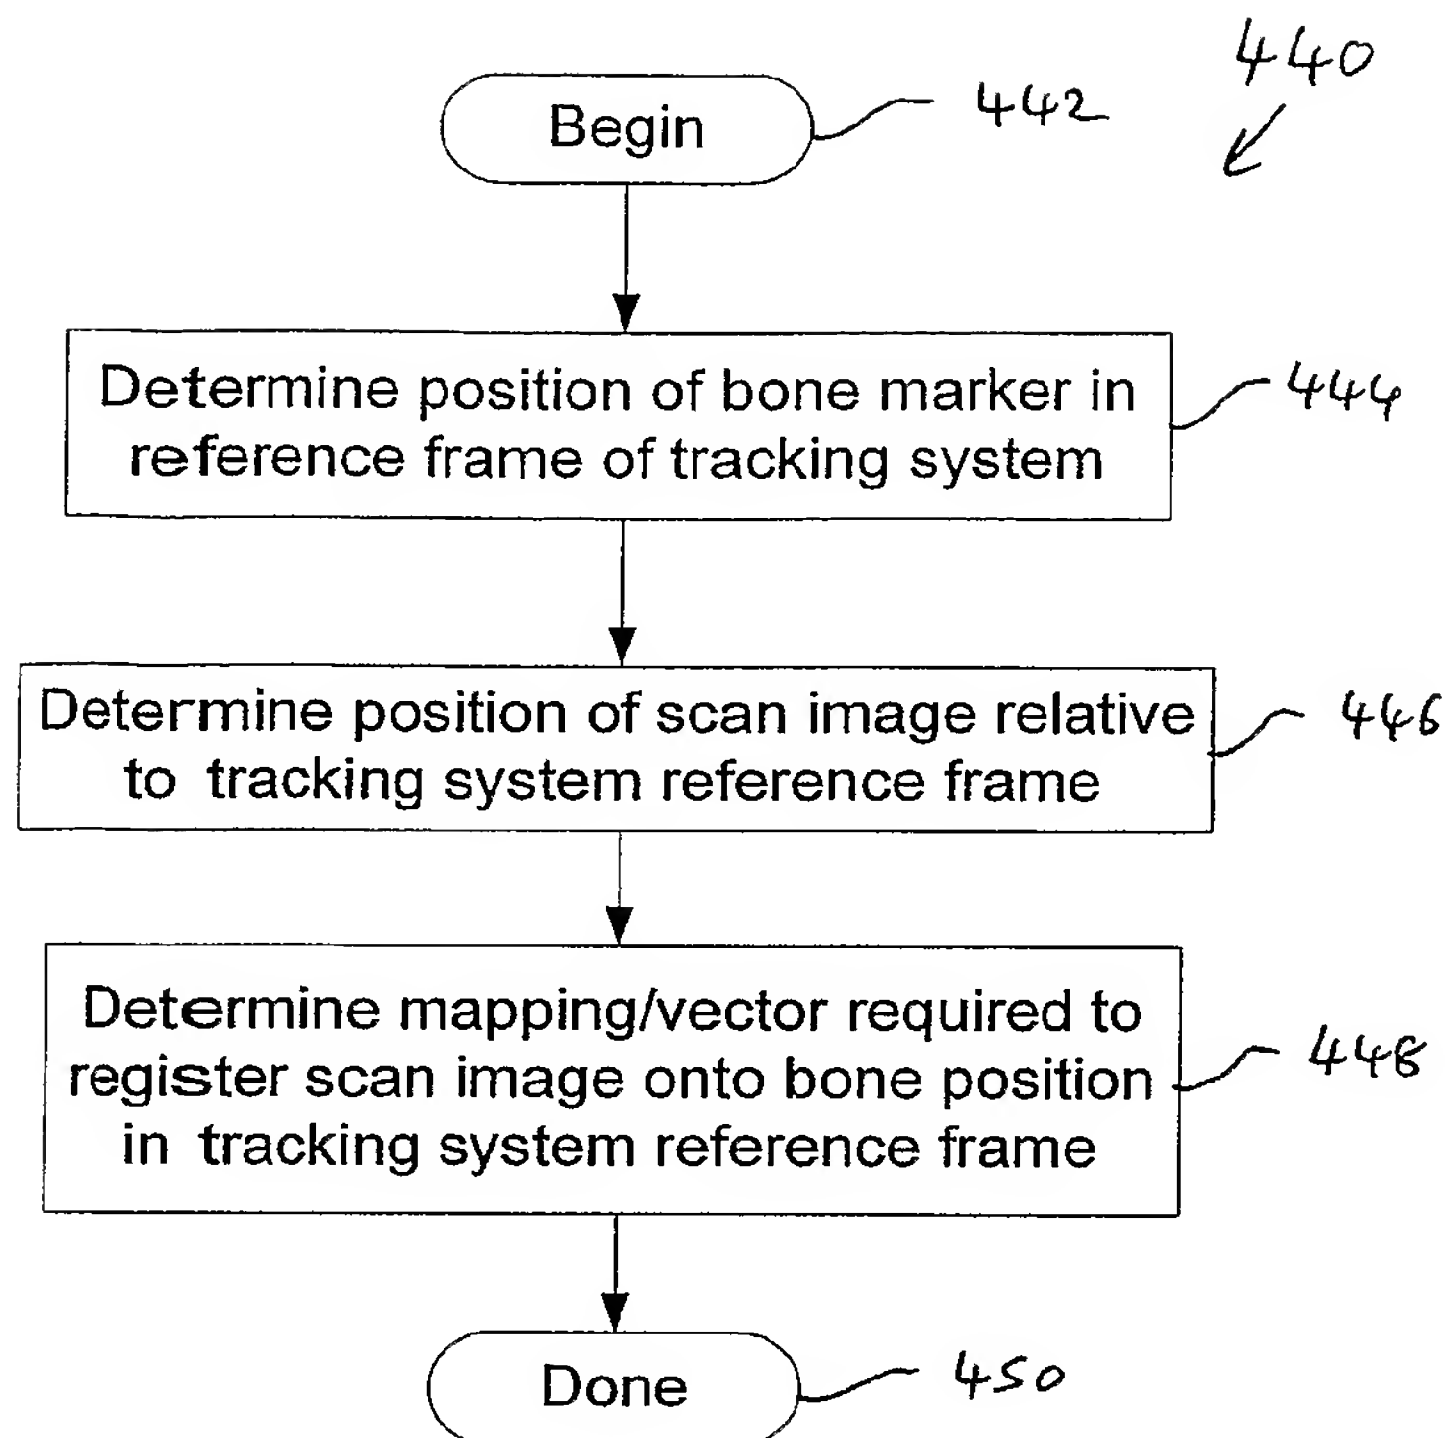 440
Begin
442
Determine position of bone marker in
reference frame of tracking system
444
Determine position of scan image relative
to tracking system reference frame
446
Determine mapping/vector required to
register scan image onto bone position
in tracking system reference frame
448
Done
450